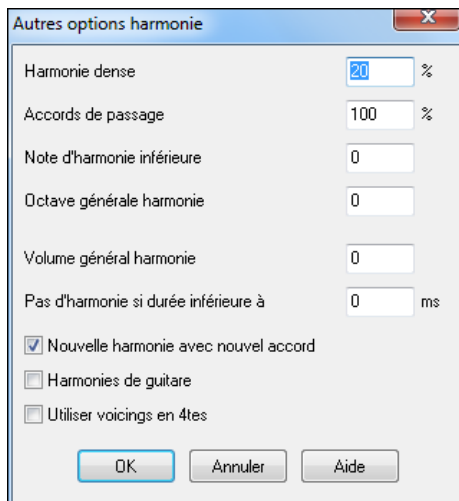 Autres options harmonie
Harmonie dense 20 %
Accords de passage 100 %
Note d'harmonie inférieure 0
Octave générale harmonie 0
Volume général harmonie 0
Pas d'harmonie si durée inférieure à 0 ms
Nouvelle harmonie avec nouvel accord
Harmonies de guitare
Utiliser voicings en 4tes
OK Annuler Aide